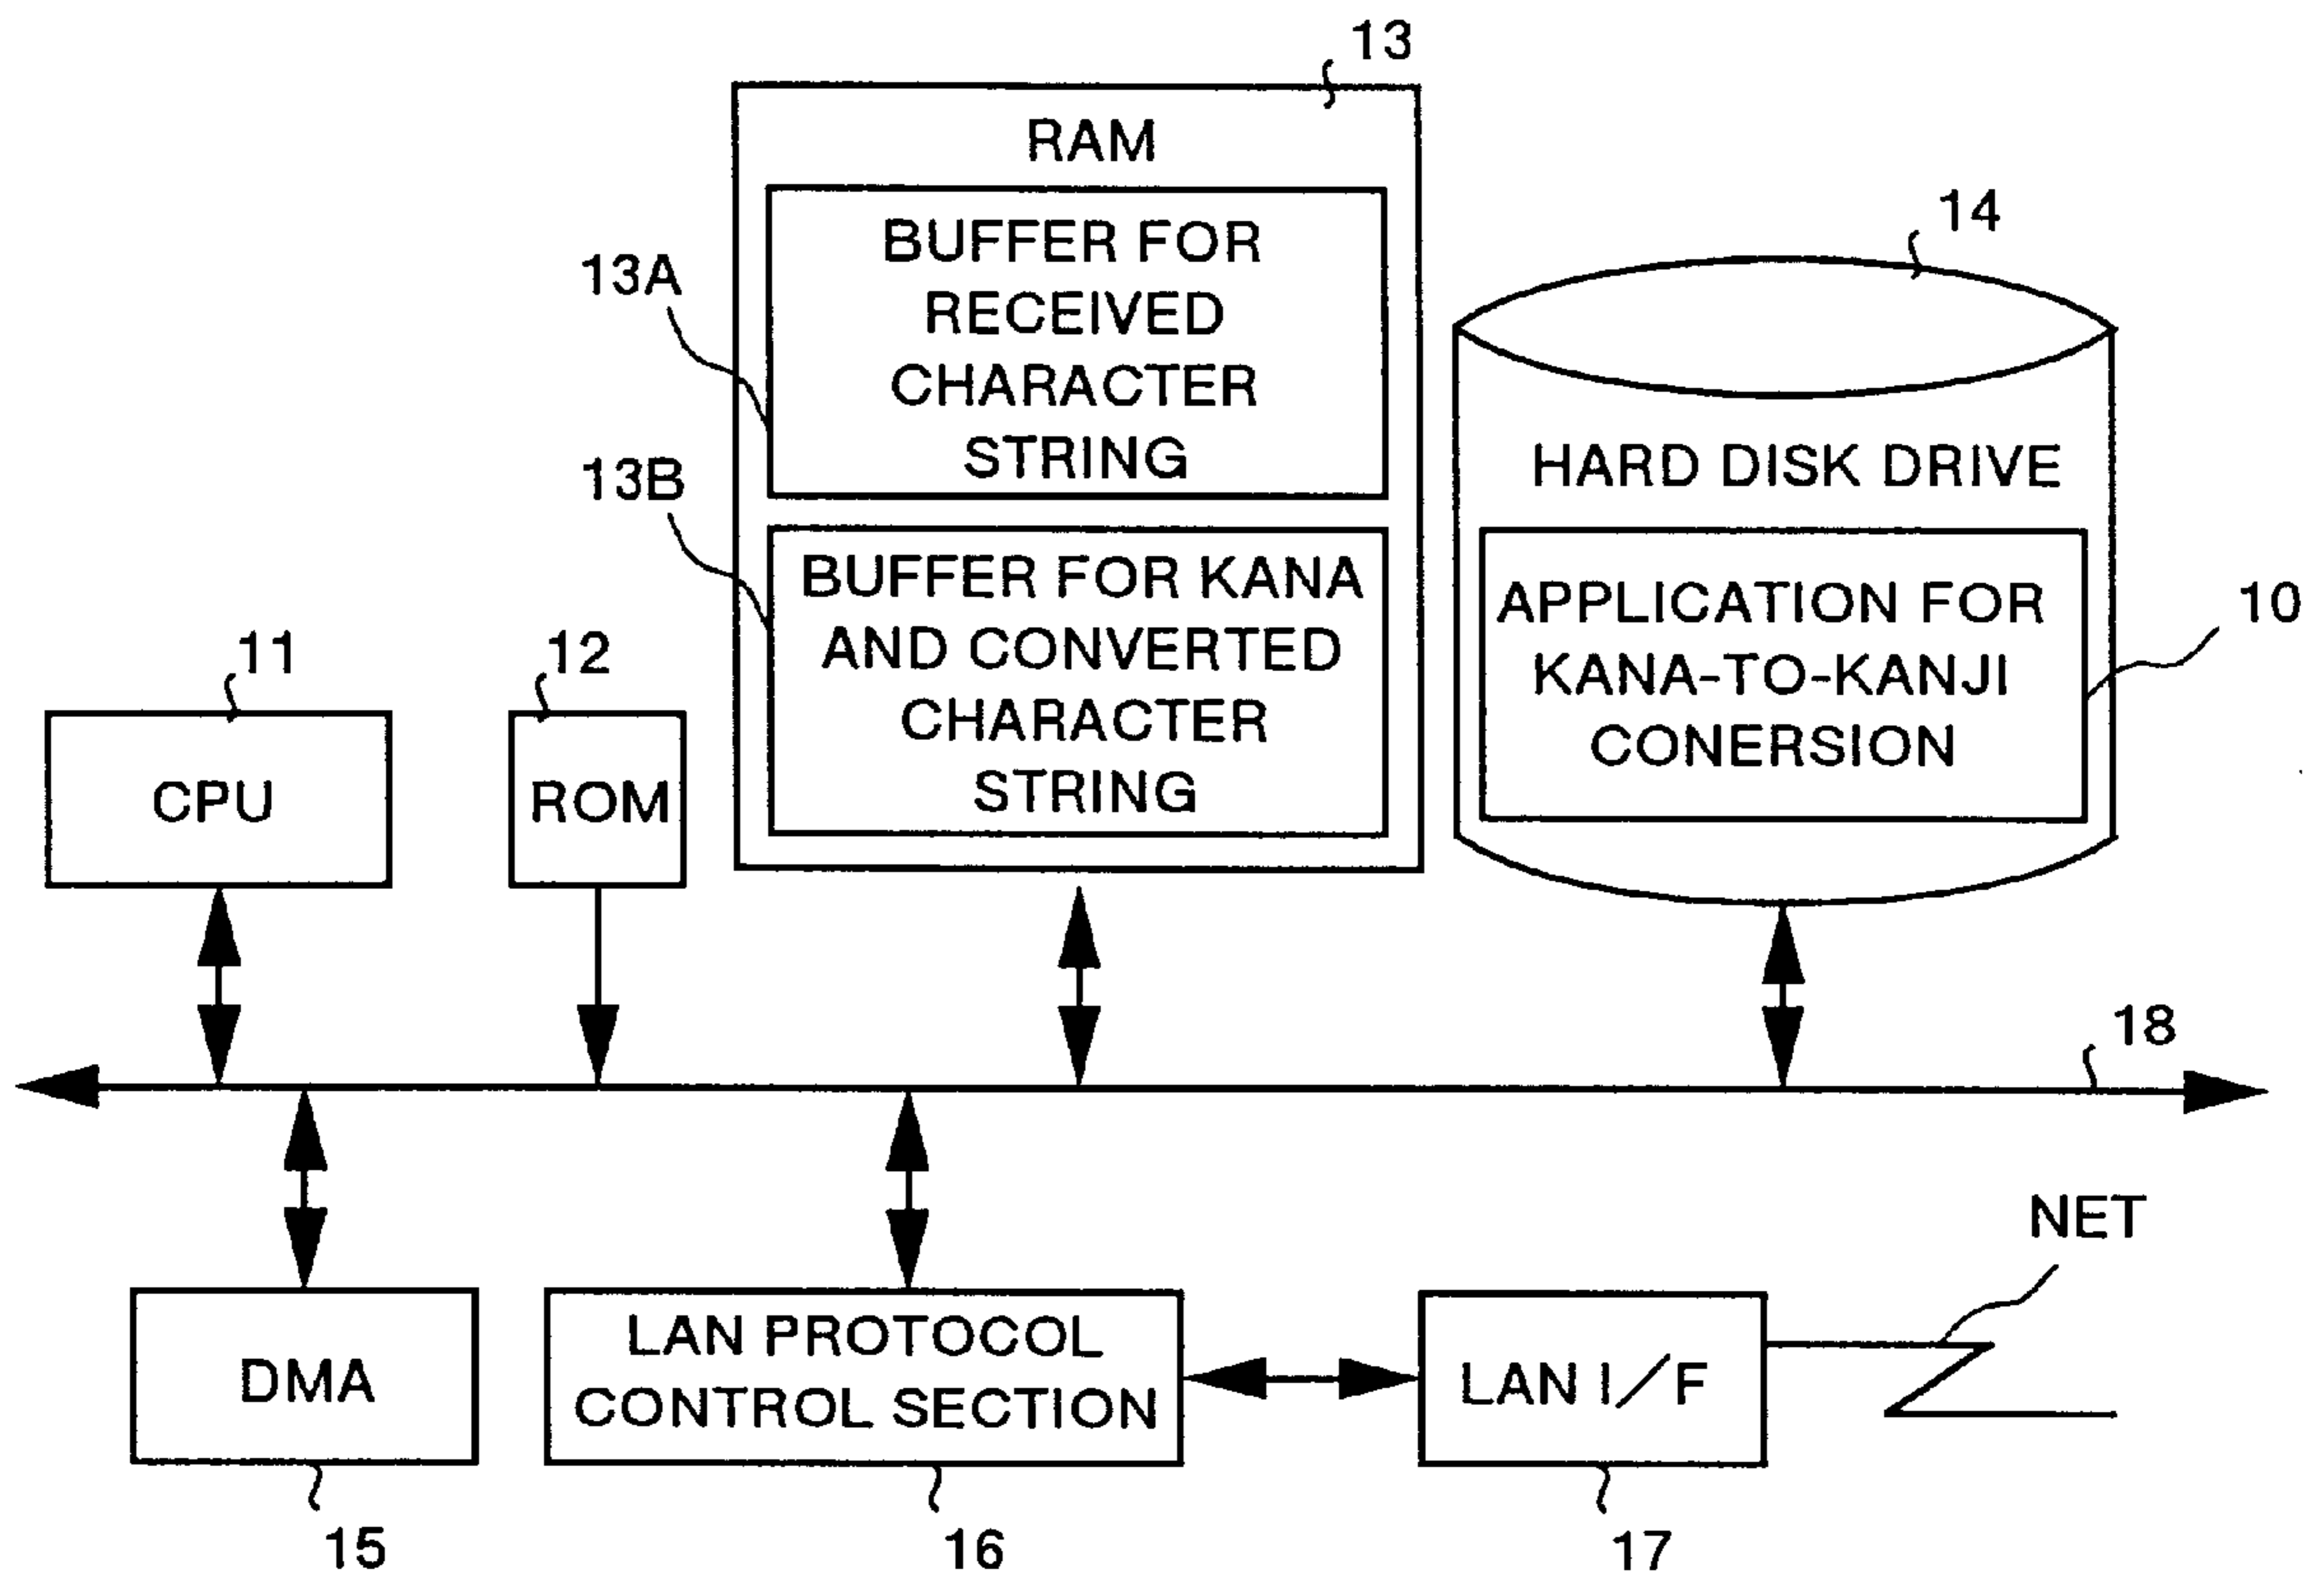 13
RAM
BUFFER FOR
RECEIVED
CHARACTER
STRING
13A
13B
BUFFER FOR KANA
AND CONVERTED
CHARACTER
STRING
14
HARD DISK DRIVE
APPLICATION FOR
KANA-TO-KANJI
CONERSION
10
11
CPU
12
ROM
18
NET
DMA
LAN PROTOCOL
CONTROL SECTION
LAN I/F
15
16
17